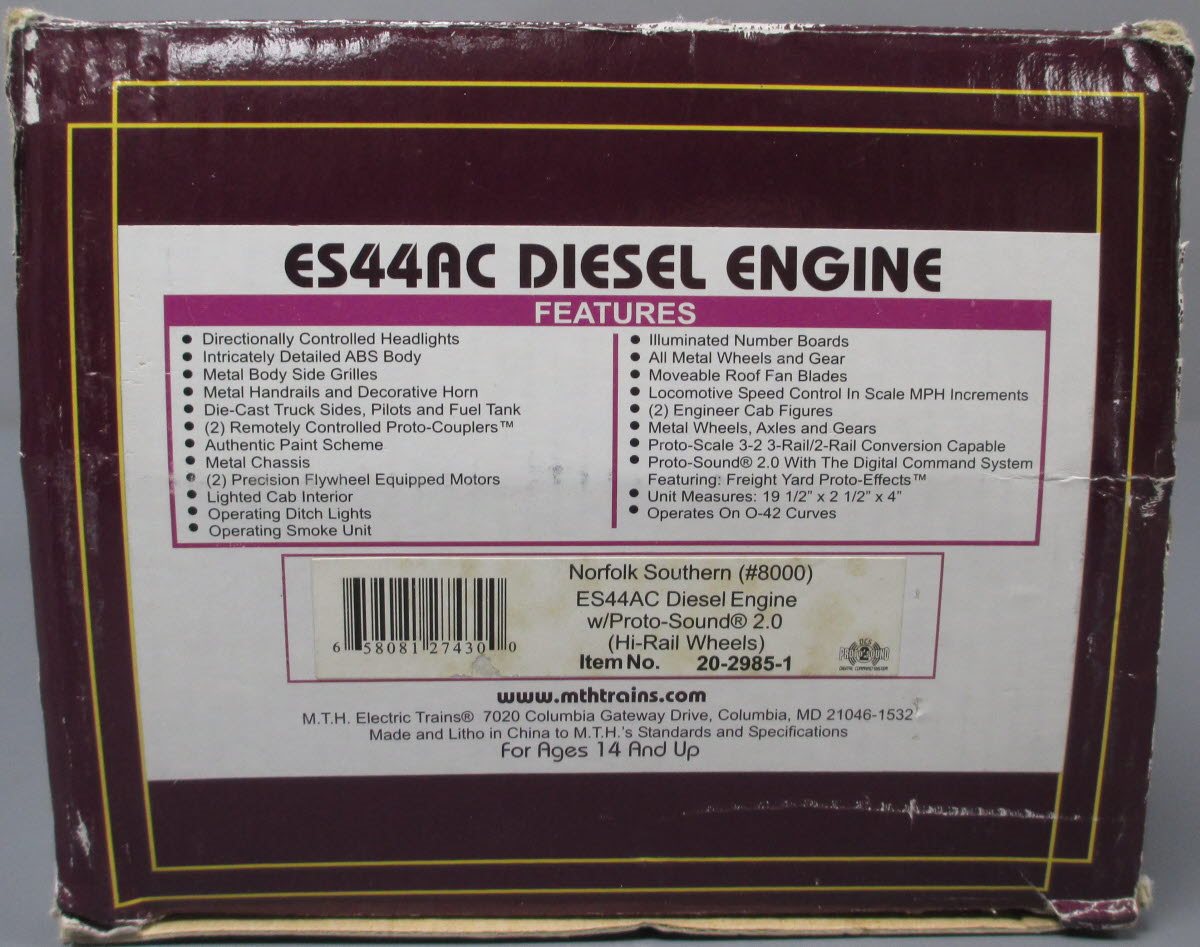 ES44AC DIESEL ENGINE
FEATURES
Directionally Controlled Headlights
Intricately Detailed ABS Body
Metal Body Side Grilles
Metal Handrails and Decorative Horn
Die-Cast Truck Sides, Pilots and Fuel Tank
(2) Remotely Controlled Proto-Couplers™
Authentic Paint Scheme
Metal Chassis
(2) Precision Flywheel Equipped Motors
Lighted Cab Interior
Operating Ditch Lights
Operating Smoke Unit
Illuminated Number Boards
All Metal Wheels and Gear
Moveable Roof Fan Blades
Locomotive Speed Control In Scale MPH Increments
(2) Engineer Cab Figures
Metal Wheels, Axles and Gears
Proto-Scale 3-2 3-Rail/2-Rail Conversion Capable
Proto-Sound® 2.0 With The Digital Command System
Featuring: Freight Yard Proto-Effects™
Unit Measures: 19 1/2” x 2 1/2” x 4”
Operates On O-42 Curves
6 58081 27430 0
Norfolk Southern (#8000)
ES44AC Diesel Engine
w/Proto-Sound® 2.0
(Hi-Rail Wheels)
Item No. 20-2985-1
PROTO SOUND
2
DIGITAL COMMAND SYSTEM
www.mthtrains.com
M.T.H. Electric Trains® 7020 Columbia Gateway Drive, Columbia, MD 21046-1532
Made and Litho in China to M.T.H.'s Standards and Specifications
For Ages 14 And Up